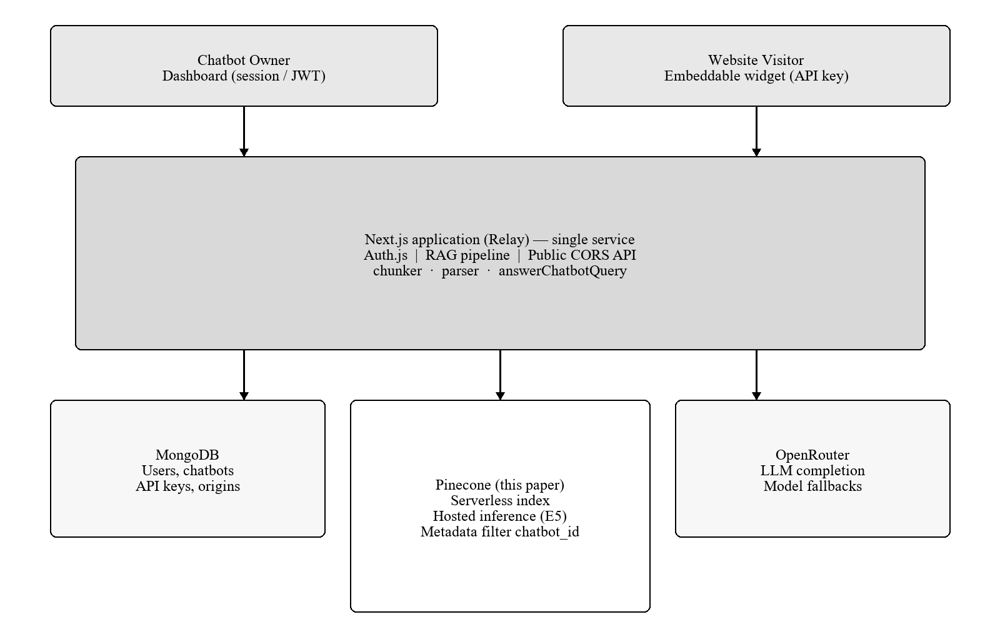 Chatbot Owner
Dashboard (session / JWT)
Website Visitor
Embeddable widget (API key)
Next.js application (Relay) — single service
Auth.js | RAG pipeline | Public CORS API
chunker · parser · answerChatbotQuery
MongoDB
Users, chatbots
API keys, origins
Pinecone (this paper)
Serverless index
Hosted inference (E5)
Metadata filter chatbot_id
OpenRouter
LLM completion
Model fallbacks